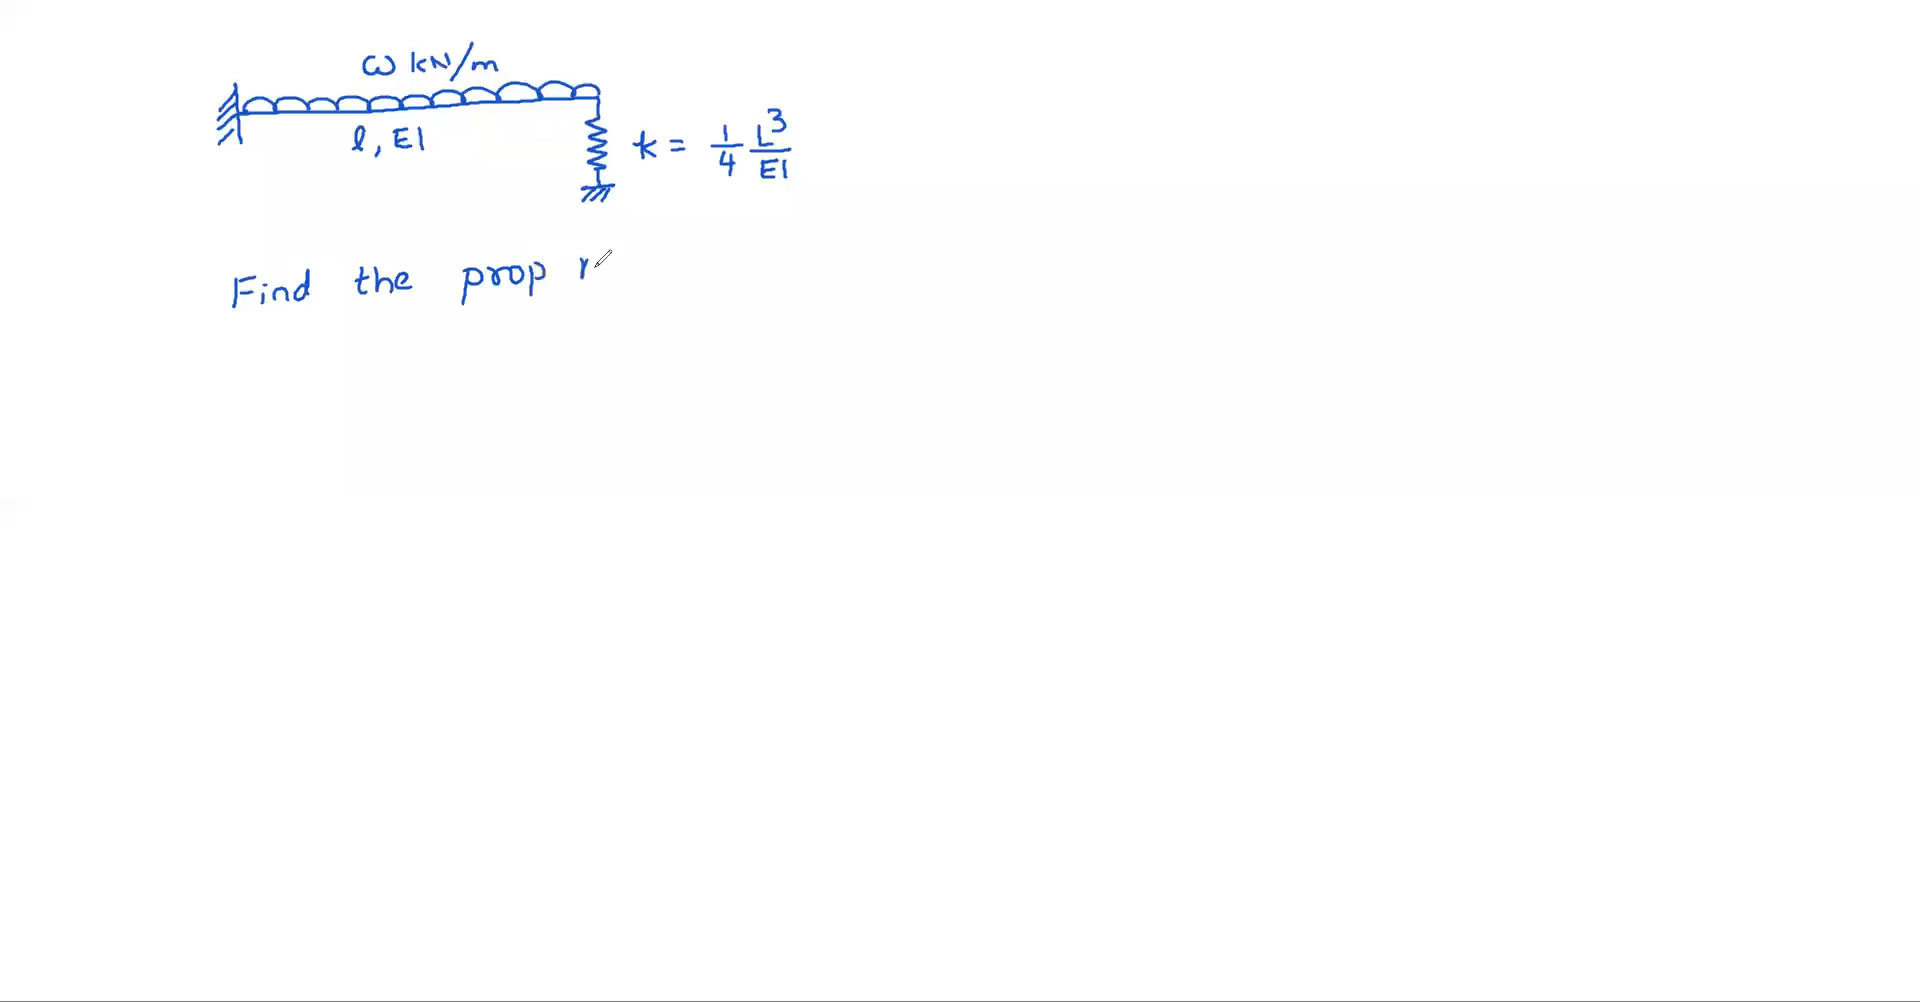 ω kN/m
l, EI
k = 1/4 L³/EI
Find the prop r